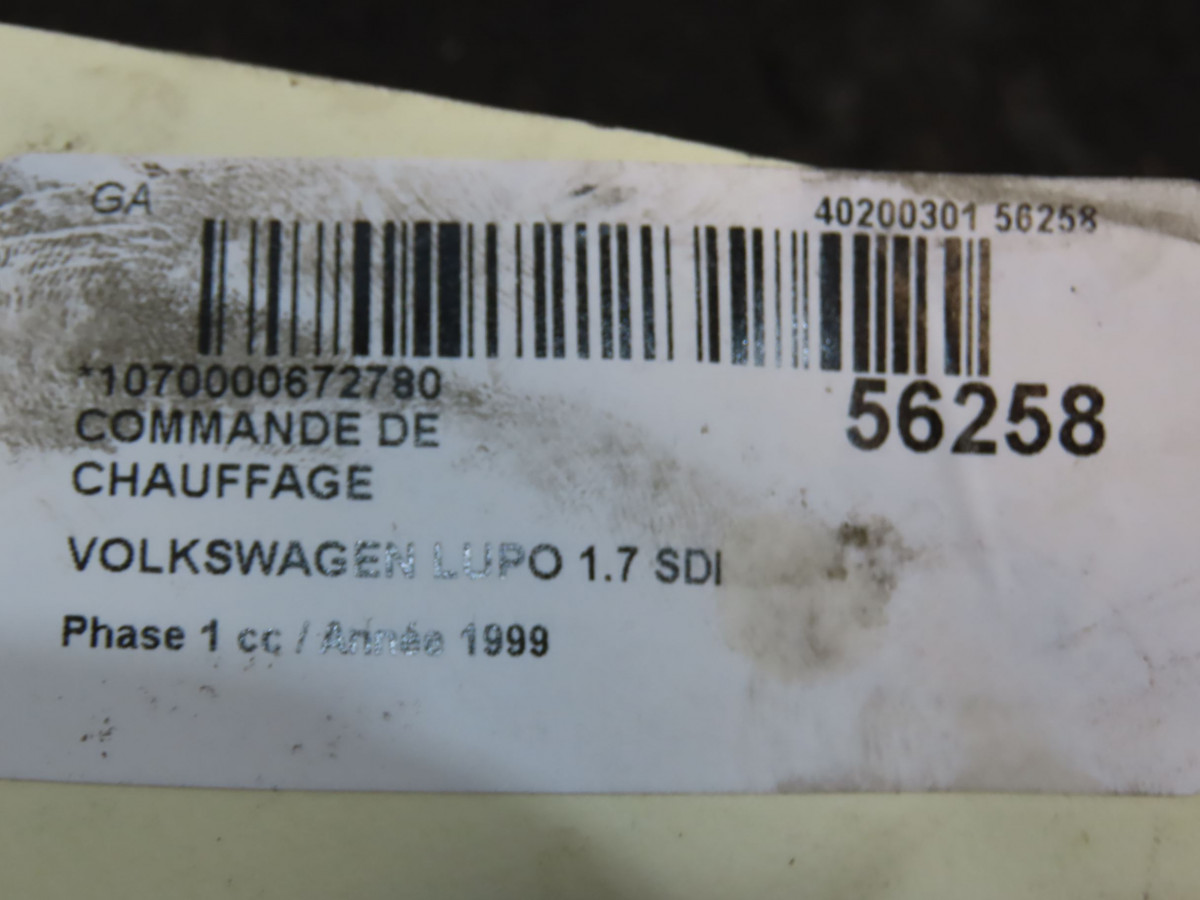 GA
40200301 56258
*1070000672780
56258
COMMANDE DE
CHAUFFAGE
VOLKSWAGEN LUPO 1.7 SDI
Phase 1 cc / Année 1999